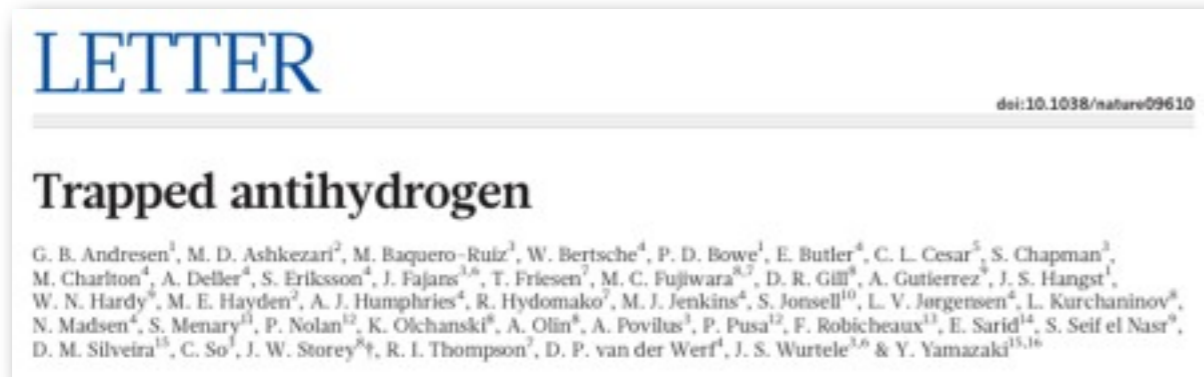 LETTER
doi:10.1038/nature09610
Trapped antihydrogen
G. B. Andresen¹, M. D. Ashkezari², M. Baquero-Ruiz³, W. Bertsche⁴, P. D. Bowe¹, E. Butler⁴, C. L. Cesar⁵, S. Chapman³,
M. Charlton⁴, A. Deller⁴, S. Eriksson⁴, J. Fajans³,⁶, T. Friesen⁷, M. C. Fujiwara⁸,⁷, D. R. Gill⁸, A. Gutierrez⁹, J. S. Hangst¹,
W. N. Hardy⁹, M. E. Hayden², A. J. Humphries⁴, R. Hydomako⁷, M. J. Jenkins⁴, S. Jonsell¹⁰, L. V. Jørgensen⁴, L. Kurchaninov⁸,
N. Madsen⁴, S. Menary¹¹, P. Nolan¹², K. Olchanski⁸, A. Olin⁸, A. Povilus³, P. Pusa¹², F. Robicheaux¹³, E. Sarid¹⁴, S. Seif el Nasr⁹,
D. M. Silveira¹⁵, C. So³, J. W. Storey⁸†, R. I. Thompson⁷, D. P. van der Werf⁴, J. S. Wurtele³,⁶ & Y. Yamazaki¹⁵,¹⁶